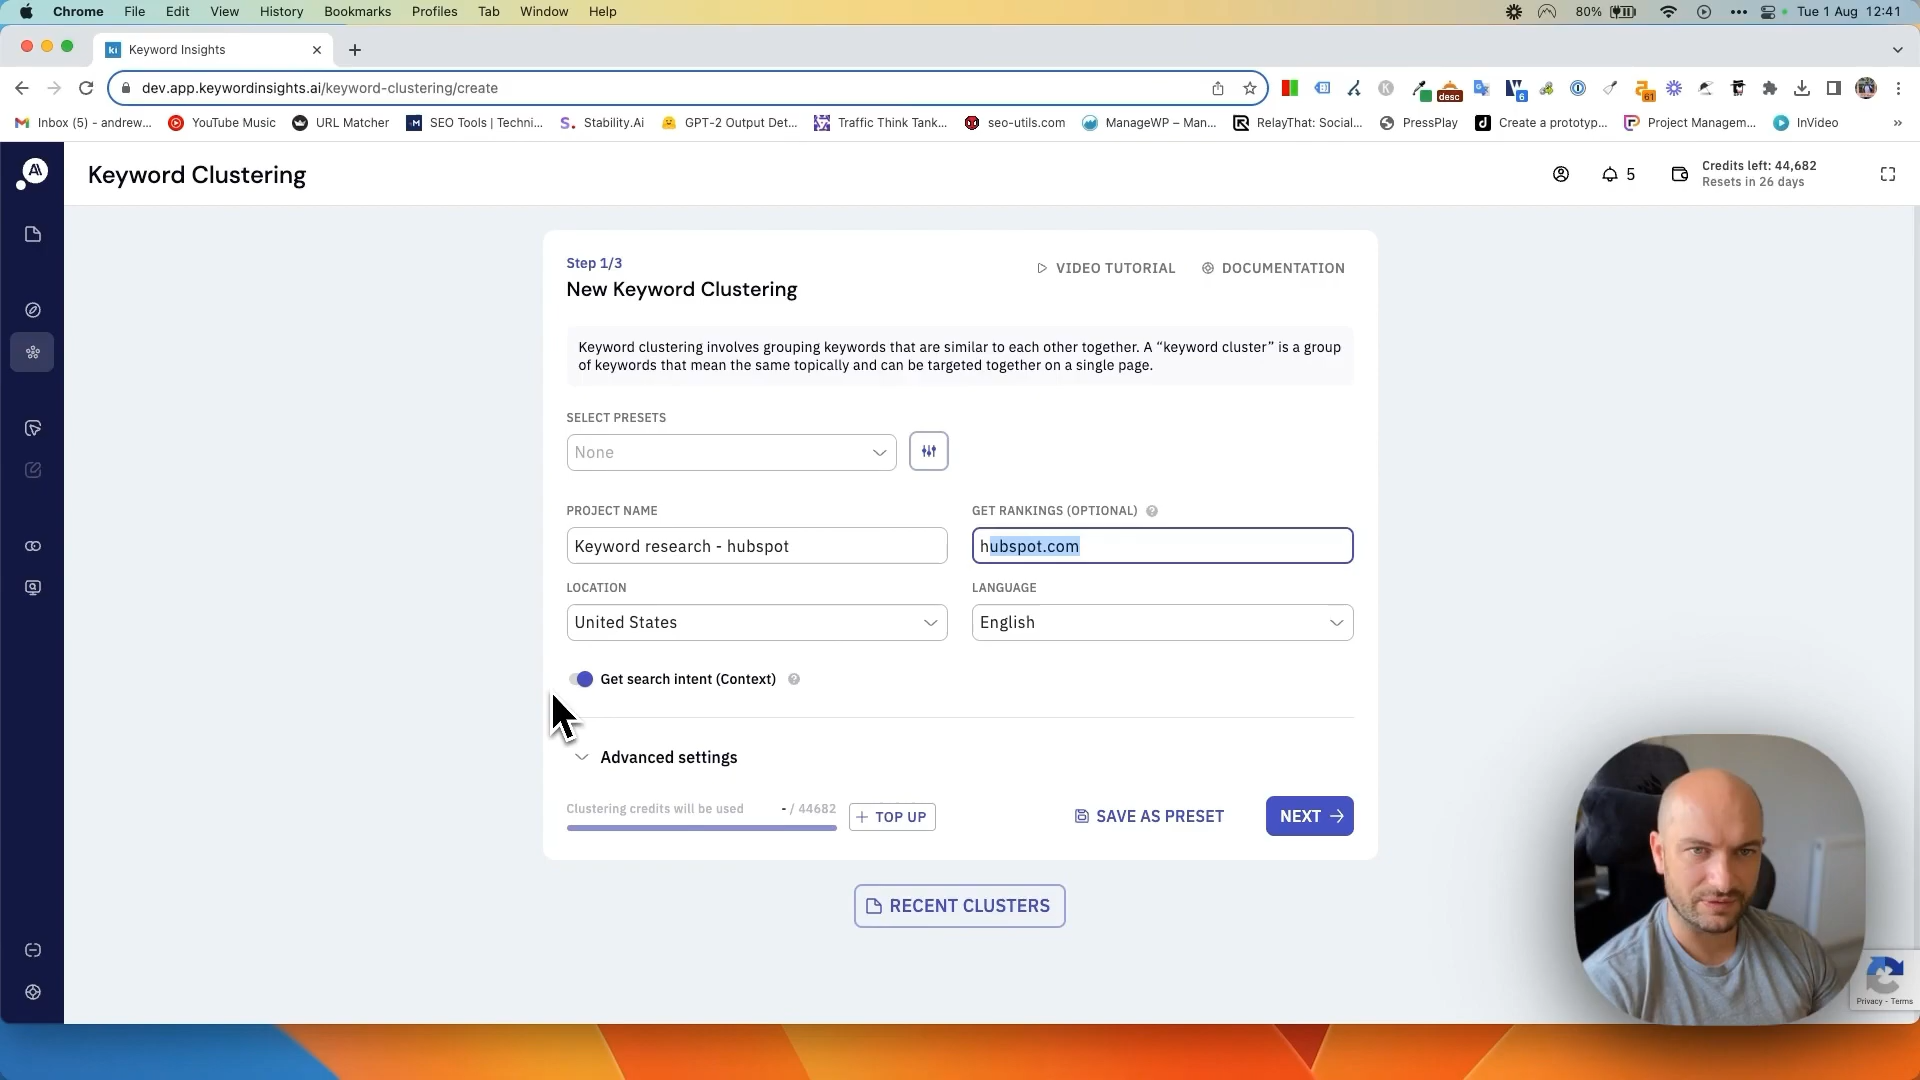 Chrome File Edit View History Bookmarks Profiles Tab Window Help 80% Tue 1 Aug 12:41
ki Keyword Insights
dev.app.keywordinsights.ai/keyword-clustering/create desc 6 61
Inbox (5) - andrew... YouTube Music URL Matcher SEO Tools | Techni... Stability.Ai GPT-2 Output Det... Traffic Think Tank... seo-utils.com ManageWP – Man... RelayThat: Social... PressPlay Create a prototyp... Project Managem... InVideo »
Keyword Clustering
5
Credits left: 44,682
Resets in 26 days
Step 1/3
VIDEO TUTORIAL DOCUMENTATION
New Keyword Clustering
Keyword clustering involves grouping keywords that are similar to each other together. A “keyword cluster” is a group
of keywords that mean the same topically and can be targeted together on a single page.
SELECT PRESETS
None
PROJECT NAME GET RANKINGS (OPTIONAL) ?
Keyword research - hubspot hubspot.com
LOCATION LANGUAGE
United States English
Get search intent (Context) ?
Advanced settings
Clustering credits will be used - / 44682 + TOP UP
SAVE AS PRESET NEXT
RECENT CLUSTERS
Privacy - Terms